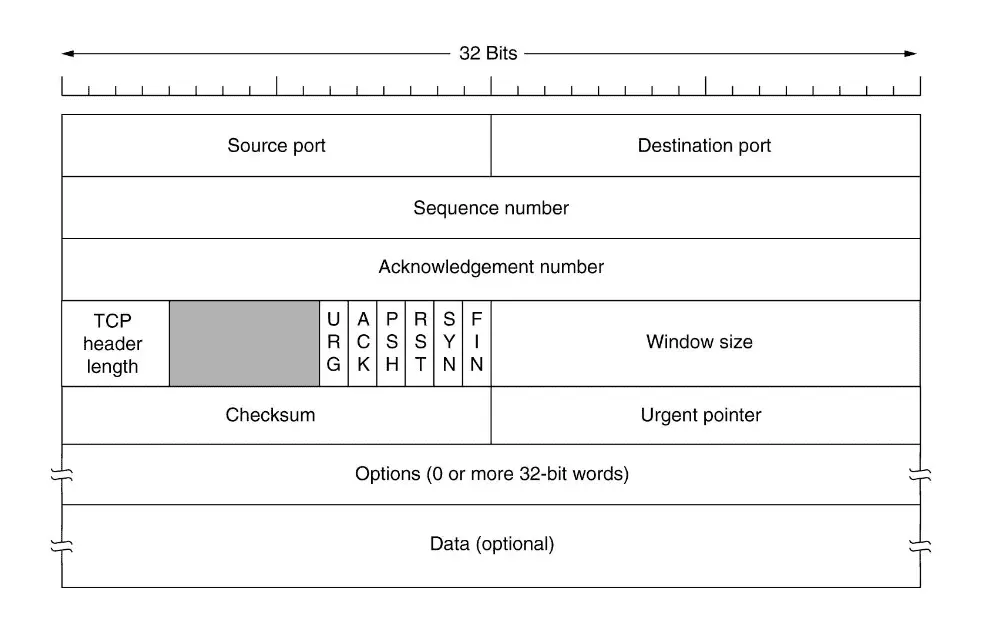 32 Bits
Source port
Destination port
Sequence number
Acknowledgement number
TCP
header
length
URG
ACK
PSH
RST
SYN
FIN
Window size
Checksum
Urgent pointer
Options (0 or more 32-bit words)
Data (optional)